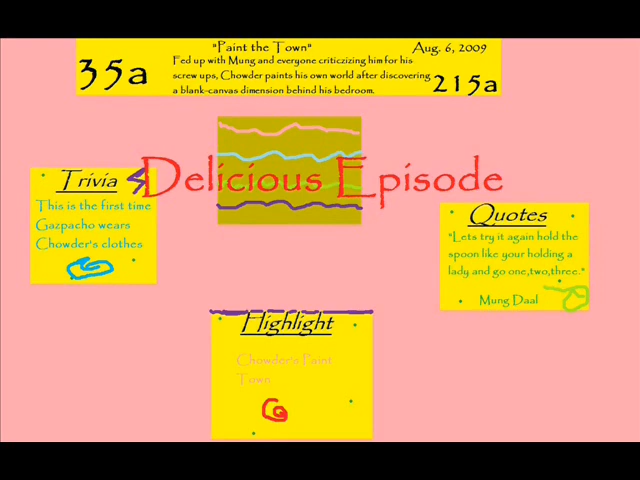 35a
"Paint the Town"
Aug. 6, 2009
Fed up with Mung and everyone criticzizing him for his
screw ups, Chowder paints his own world after discovering
a blank-canvas dimension behind his bedroom.
215a
Delicious Episode
Trivia
This is the first time
Gazpacho wears
Chowder's clothes
Quotes
"Lets try it again hold the
spoon like your holding a
lady and go one,two,three."
Mung Daal
Highlight
Chowder's Paint
Town